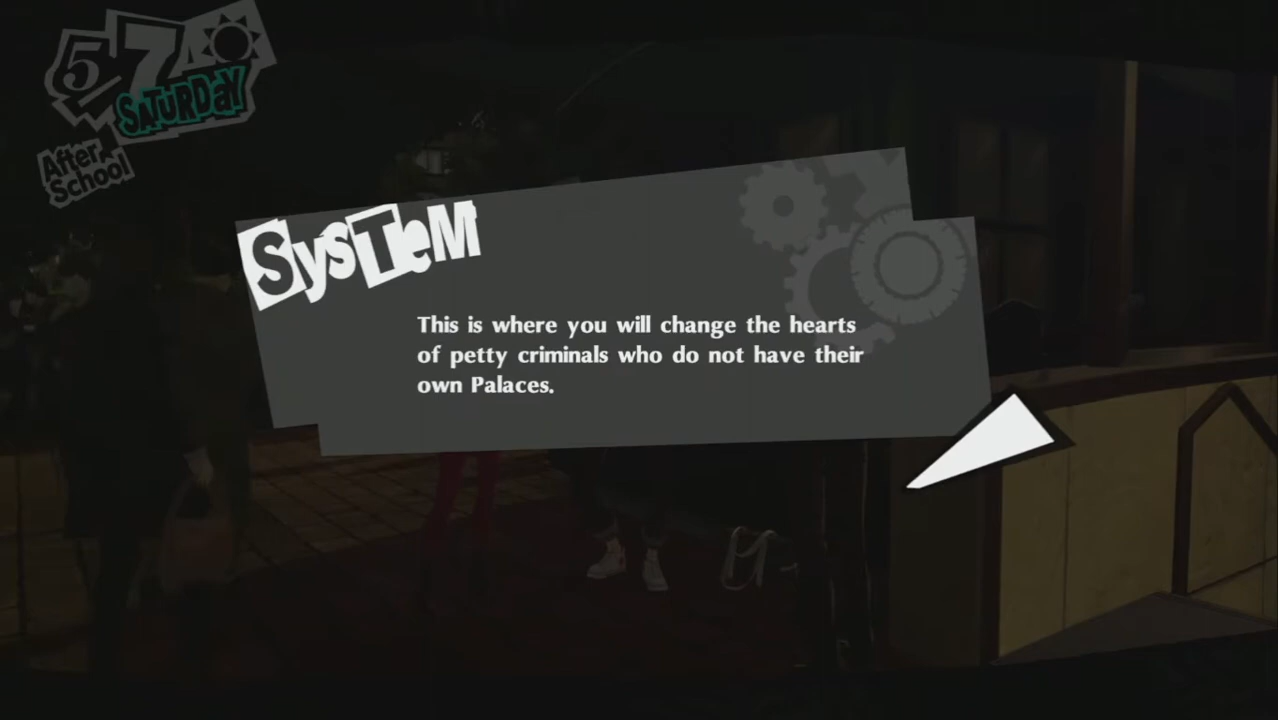 5/7
SATURDAY
After
School
SYSTEM
This is where you will change the hearts
of petty criminals who do not have their
own Palaces.